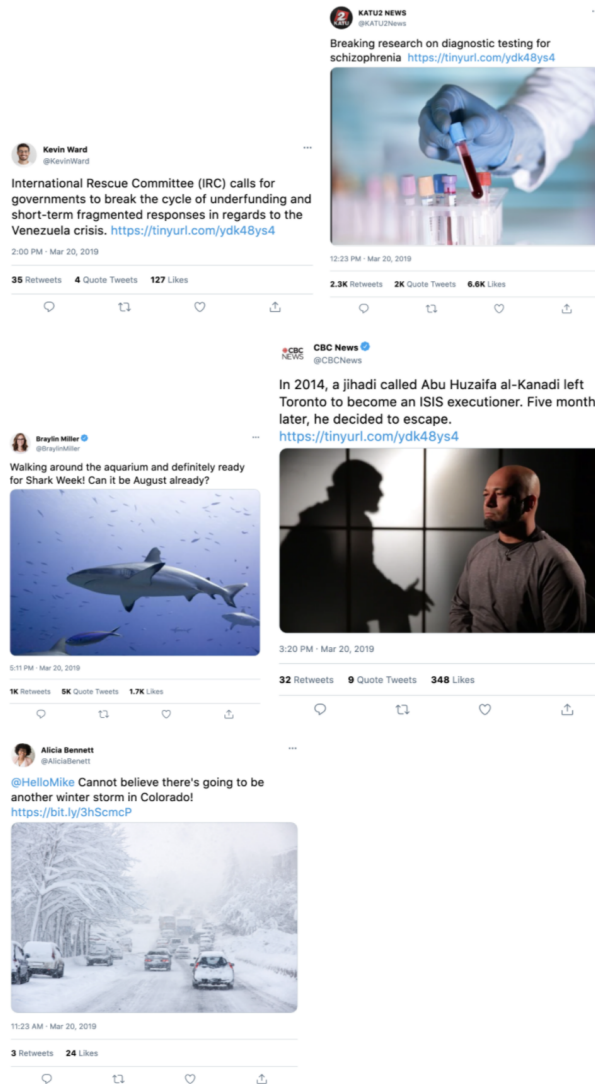 KATU2 NEWS
@KATU2News
Breaking research on diagnostic testing for
schizophrenia https://tinyurl.com/ydk48ys4
12:23 PM · Mar 20, 2019
2.3K Retweets 2K Quote Tweets 6.6K Likes
Kevin Ward
@KevinWard
International Rescue Committee (IRC) calls for
governments to break the cycle of underfunding and
short-term fragmented responses in regards to the
Venezuela crisis. https://tinyurl.com/ydk48ys4
2:00 PM · Mar 20, 2019
35 Retweets 4 Quote Tweets 127 Likes
CBC NEWS
CBC News
@CBCNews
In 2014, a jihadi called Abu Huzaifa al-Kanadi left
Toronto to become an ISIS executioner. Five month
later, he decided to escape.
https://tinyurl.com/ydk48ys4
3:20 PM · Mar 20, 2019
32 Retweets 9 Quote Tweets 348 Likes
Braylin Miller
@BraylinMiller
Walking around the aquarium and definitely ready
for Shark Week! Can it be August already?
5:11 PM · Mar 20, 2019
1K Retweets 5K Quote Tweets 1.7K Likes
Alicia Bennett
@AliciaBenett
@HelloMike Cannot believe there's going to be
another winter storm in Colorado!
https://bit.ly/3hScmcP
11:23 AM · Mar 20, 2019
3 Retweets 24 Likes